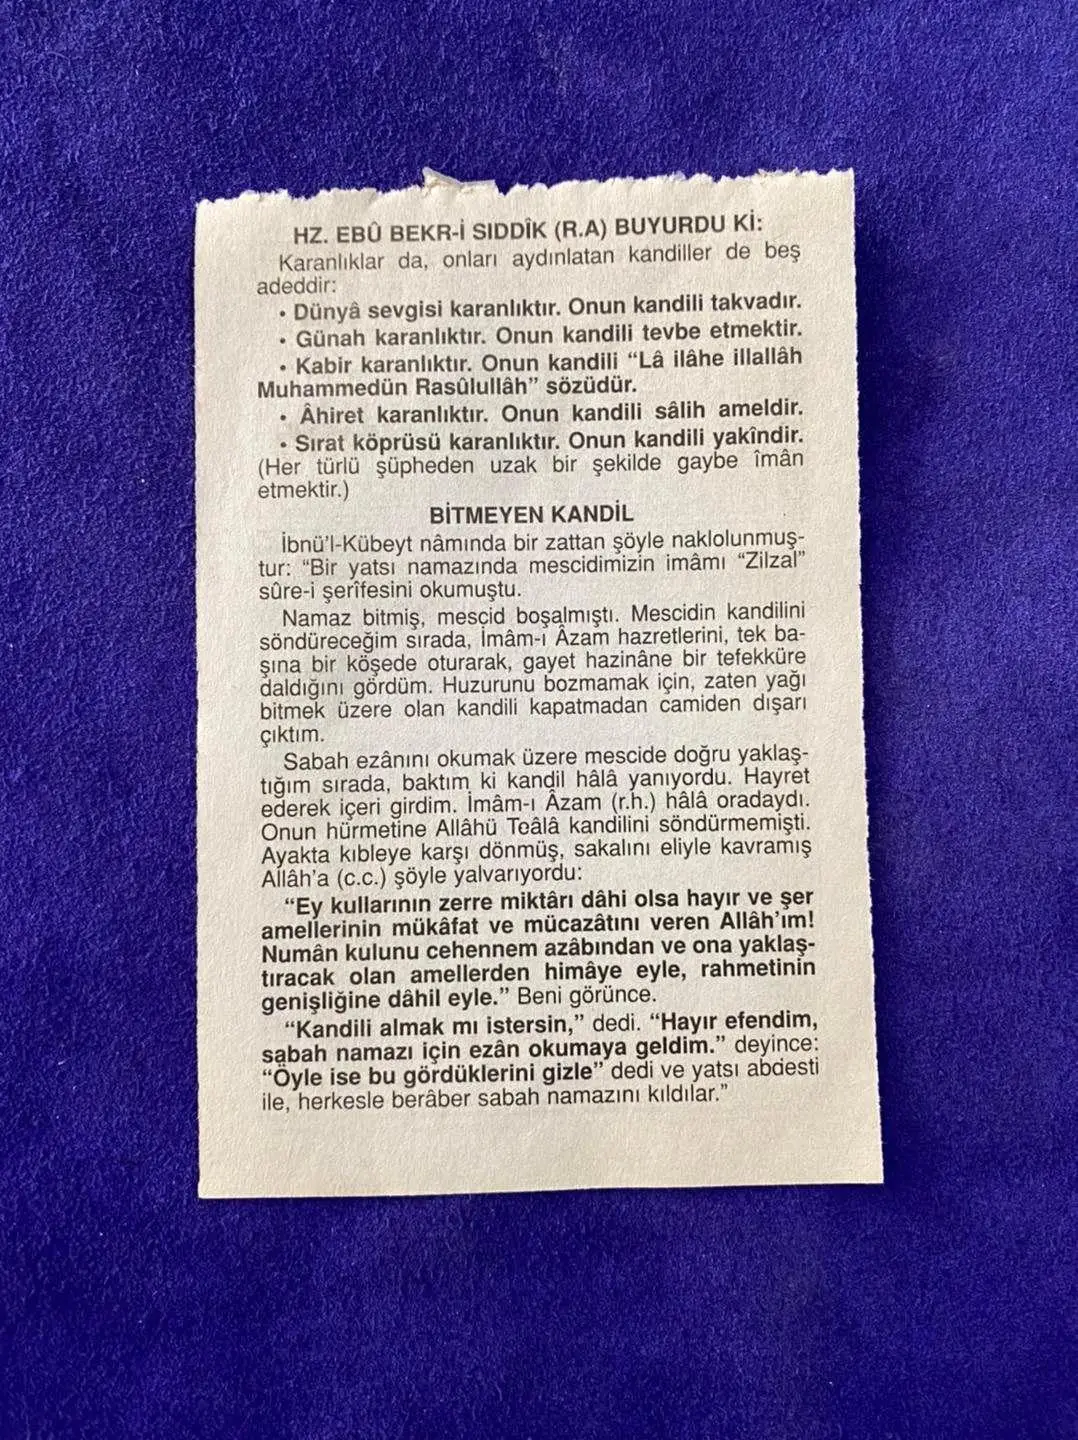 HZ. EBÛ BEKR-İ SIDDÎK (R.A) BUYURDU Kİ:
Karanlıklar da, onları aydınlatan kandiller de beş
adeddir:
• Dünyâ sevgisi karanlıktır. Onun kandili takvadır.
• Günah karanlıktır. Onun kandili tevbe etmektir.
• Kabir karanlıktır. Onun kandili “Lâ ilâhe illallâh
Muhammedün Rasûlullâh” sözüdür.
• Âhiret karanlıktır. Onun kandili sâlih ameldir.
• Sırat köprüsü karanlıktır. Onun kandili yakîndir.
(Her türlü şüpheden uzak bir şekilde gaybe îmân
etmektir.)
BİTMEYEN KANDİL
İbnü’l-Kübeyt nâmında bir zattan şöyle naklolunmuş-
tur: “Bir yatsı namazında mescidimizin imâmı “Zilzal”
sûre-i şerîfesini okumuştu.
Namaz bitmiş, mescid boşalmıştı. Mescidin kandilini
söndüreceğim sırada, İmâm-ı Âzam hazretlerini, tek ba-
şına bir köşede oturarak, gayet hazinâne bir tefekküre
daldığını gördüm. Huzurunu bozmamak için, zaten yağı
bitmek üzere olan kandili kapatmadan camiden dışarı
çıktım.
Sabah ezânını okumak üzere mescide doğru yaklaş-
tığım sırada, baktım ki kandil hâlâ yanıyordu. Hayret
ederek içeri girdim. İmâm-ı Âzam (r.h.) hâlâ oradaydı.
Onun hürmetine Allâhü Teâlâ kandilini söndürmemişti.
Ayakta kıbleye karşı dönmüş, sakalını eliyle kavramış
Allâh’a (c.c.) şöyle yalvarıyordu:
“Ey kullarının zerre miktârı dâhi olsa hayır ve şer
amellerinin mükâfat ve mücazâtını veren Allâh’ım!
Numân kulunu cehennem azâbından ve ona yaklaş-
tıracak olan amellerden himâye eyle, rahmetinin
genişliğine dâhil eyle.” Beni görünce.
“Kandili almak mı istersin,” dedi. “Hayır efendim,
sabah namazı için ezân okumaya geldim.” deyince:
“Öyle ise bu gördüklerini gizle” dedi ve yatsı abdesti
ile, herkesle berâber sabah namazını kıldılar.”